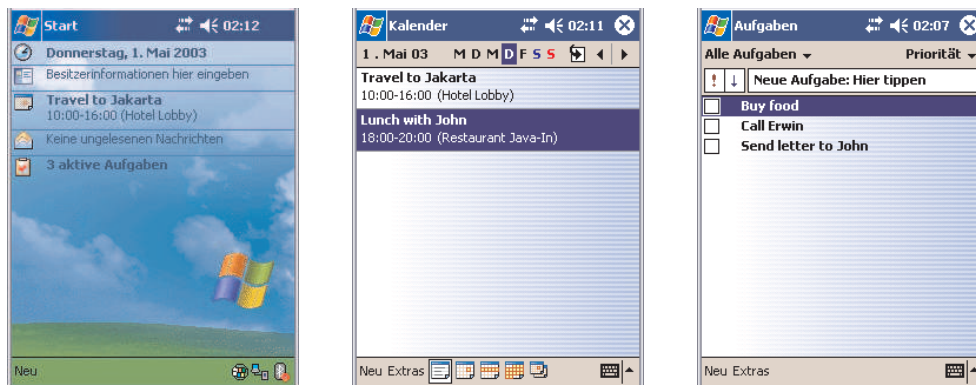 Start 02:12
Donnerstag, 1. Mai 2003
Besitzerinformationen hier eingeben
Travel to Jakarta
10:00-16:00 (Hotel Lobby)
Keine ungelesenen Nachrichten
3 aktive Aufgaben
Neu
Kalender 02:11
1 . Mai 03 M D M D F S S
Travel to Jakarta
10:00-16:00 (Hotel Lobby)
Lunch with John
18:00-20:00 (Restaurant Java-In)
Neu Extras
Aufgaben 02:07
Alle Aufgaben Priorität
! ↓ Neue Aufgabe: Hier tippen
Buy food
Call Erwin
Send letter to John
Neu Extras